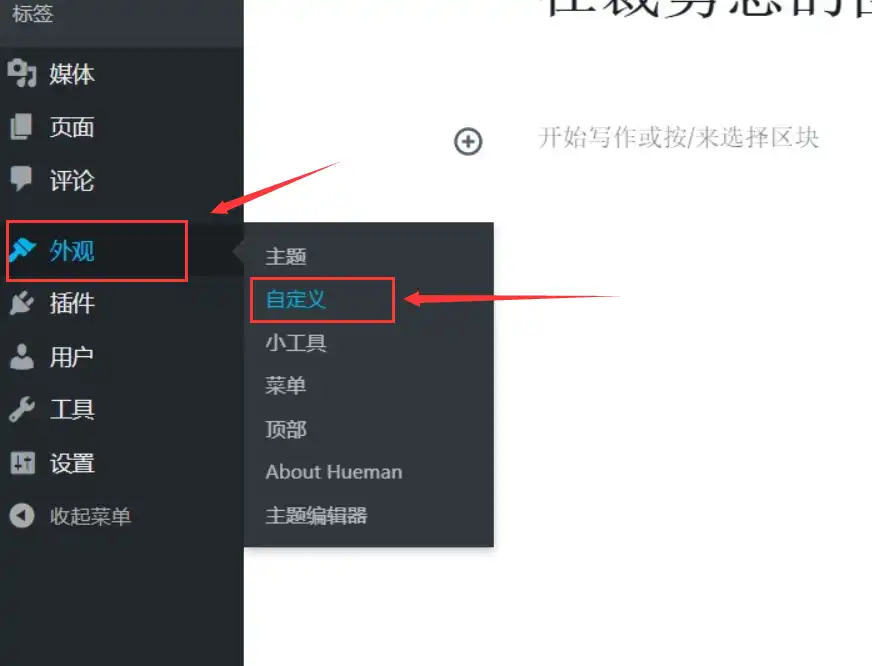 标签
媒体
页面
评论
外观
插件
用户
工具
设置
收起菜单
主题
自定义
小工具
菜单
顶部
About Hueman
主题编辑器
开始写作或按/来选择区块